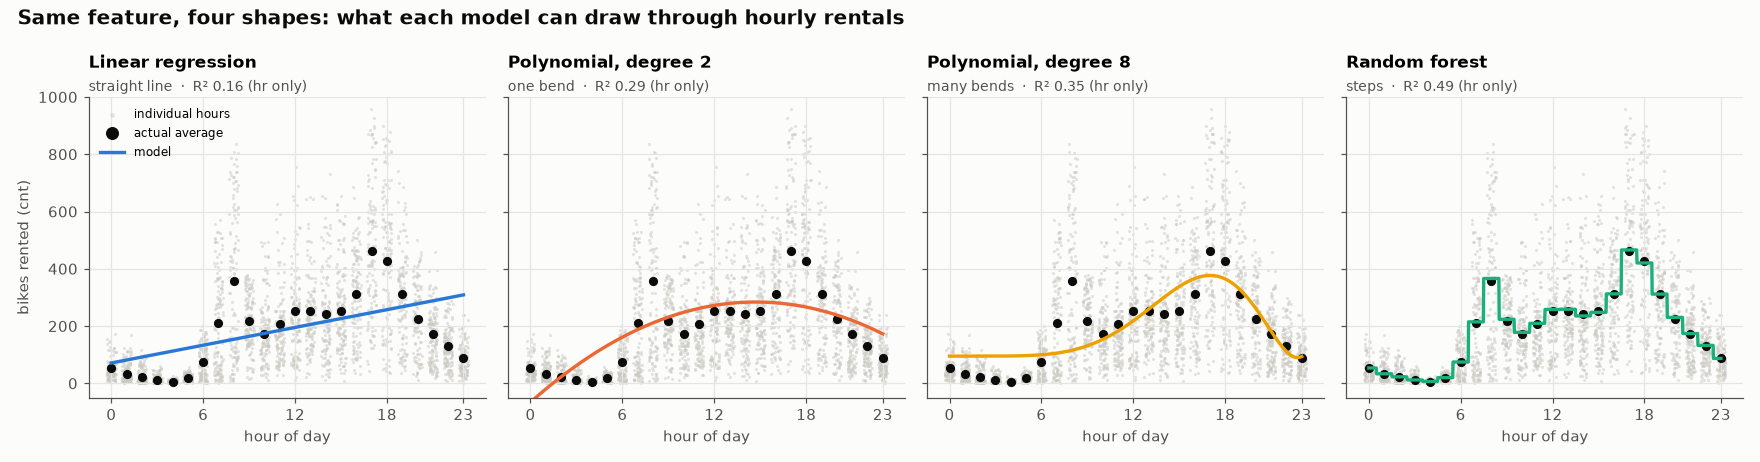 Same feature, four shapes: what each model can draw through hourly rentals
Linear regression
straight line · R² 0.16 (hr only)
individual hours
actual average
model
bikes rented (cnt)
1000
800
600
400
200
0
0 6 12 18 23
hour of day
Polynomial, degree 2
one bend · R² 0.29 (hr only)
0 6 12 18 23
hour of day
Polynomial, degree 8
many bends · R² 0.35 (hr only)
0 6 12 18 23
hour of day
Random forest
steps · R² 0.49 (hr only)
0 6 12 18 23
hour of day